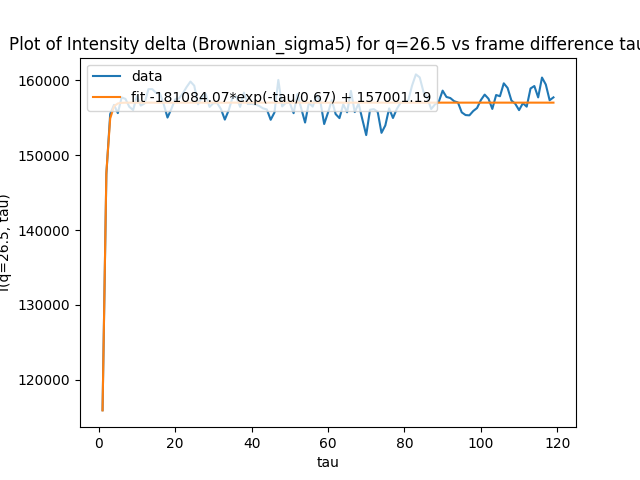 Plot of Intensity delta (Brownian_sigma5) for q=26.5 vs frame difference tau
data
fit -181084.07*exp(-tau/0.67) + 157001.19
160000
150000
140000
130000
120000
I(q=26.5, tau)
0 20 40 60 80 100 120
tau